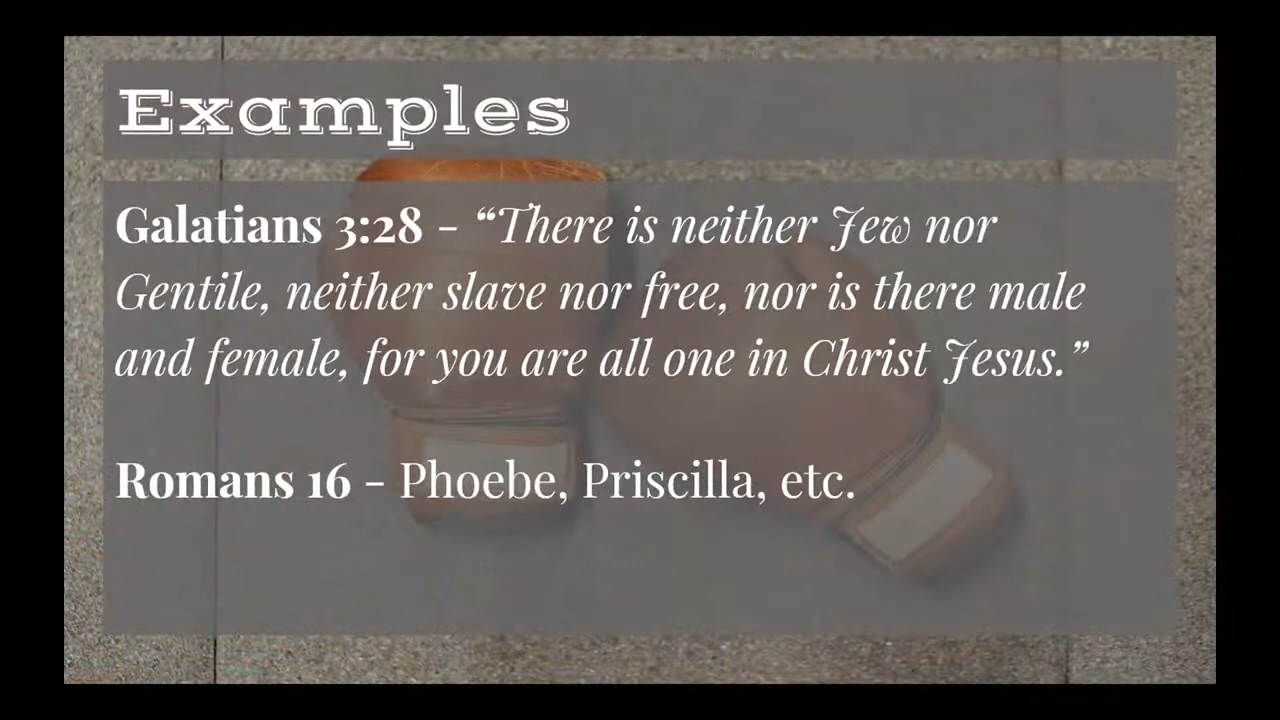 Examples
Galatians 3:28 - “There is neither Jew nor
Gentile, neither slave nor free, nor is there male
and female, for you are all one in Christ Jesus.”
Romans 16 - Phoebe, Priscilla, etc.